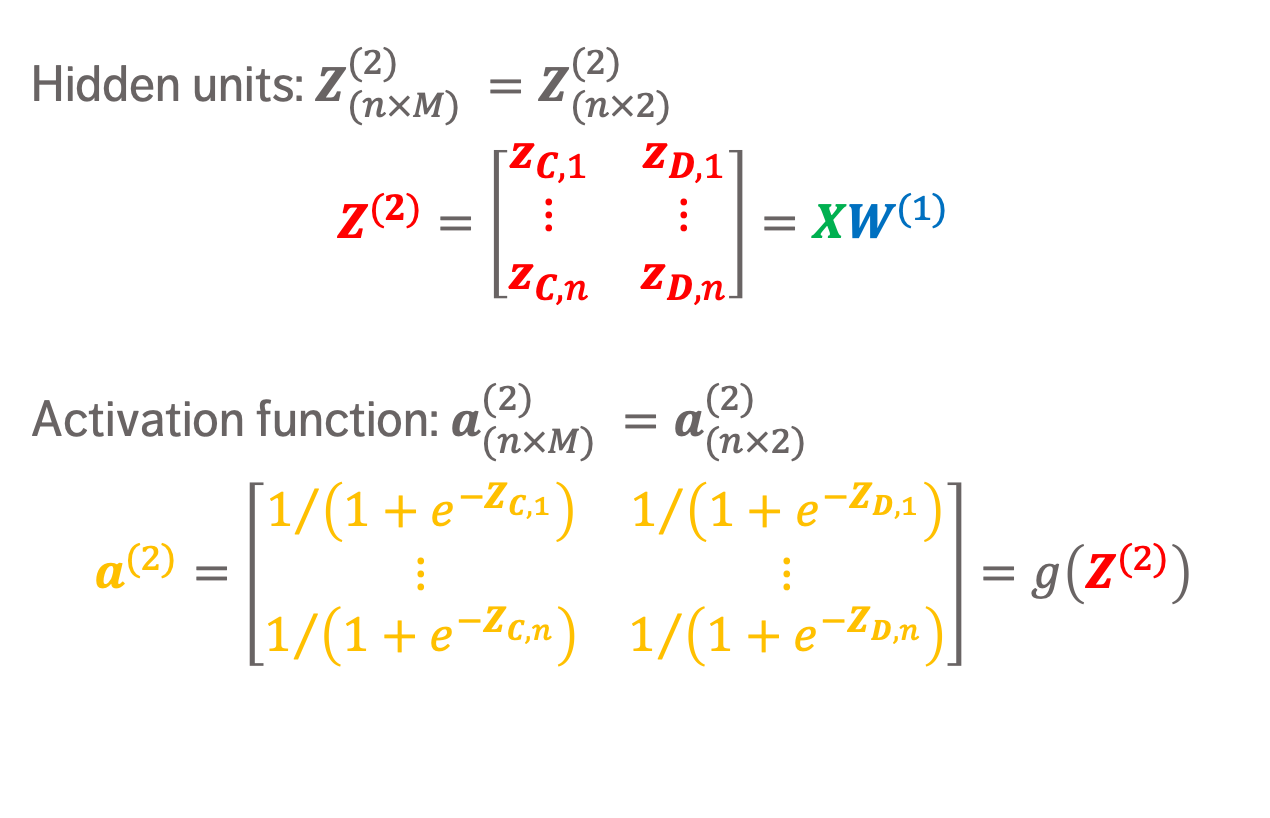 Hidden units: Z^(2)_(n×M) = Z^(2)_(n×2)
Z^(2) = [z_C,1 z_D,1 ⋮ ⋮ z_C,n z_D,n] = XW^(1)
Activation function: a^(2)_(n×M) = a^(2)_(n×2)
a^(2) = [1/(1 + e^−Z_C,1) 1/(1 + e^−Z_D,1) ⋮ ⋮ 1/(1 + e^−Z_C,n) 1/(1 + e^−Z_D,n)] = g(Z^(2))